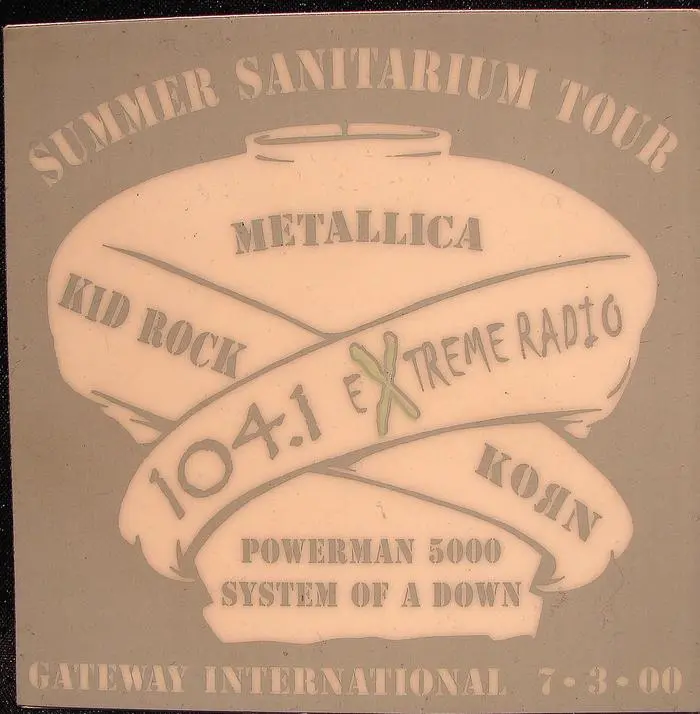 SUMMER SANITARIUM TOUR
METALLICA
KID ROCK
104.1 EXTREME RADIO
KOЯN
POWERMAN 5000
SYSTEM OF A DOWN
GATEWAY INTERNATIONAL 7·3·00